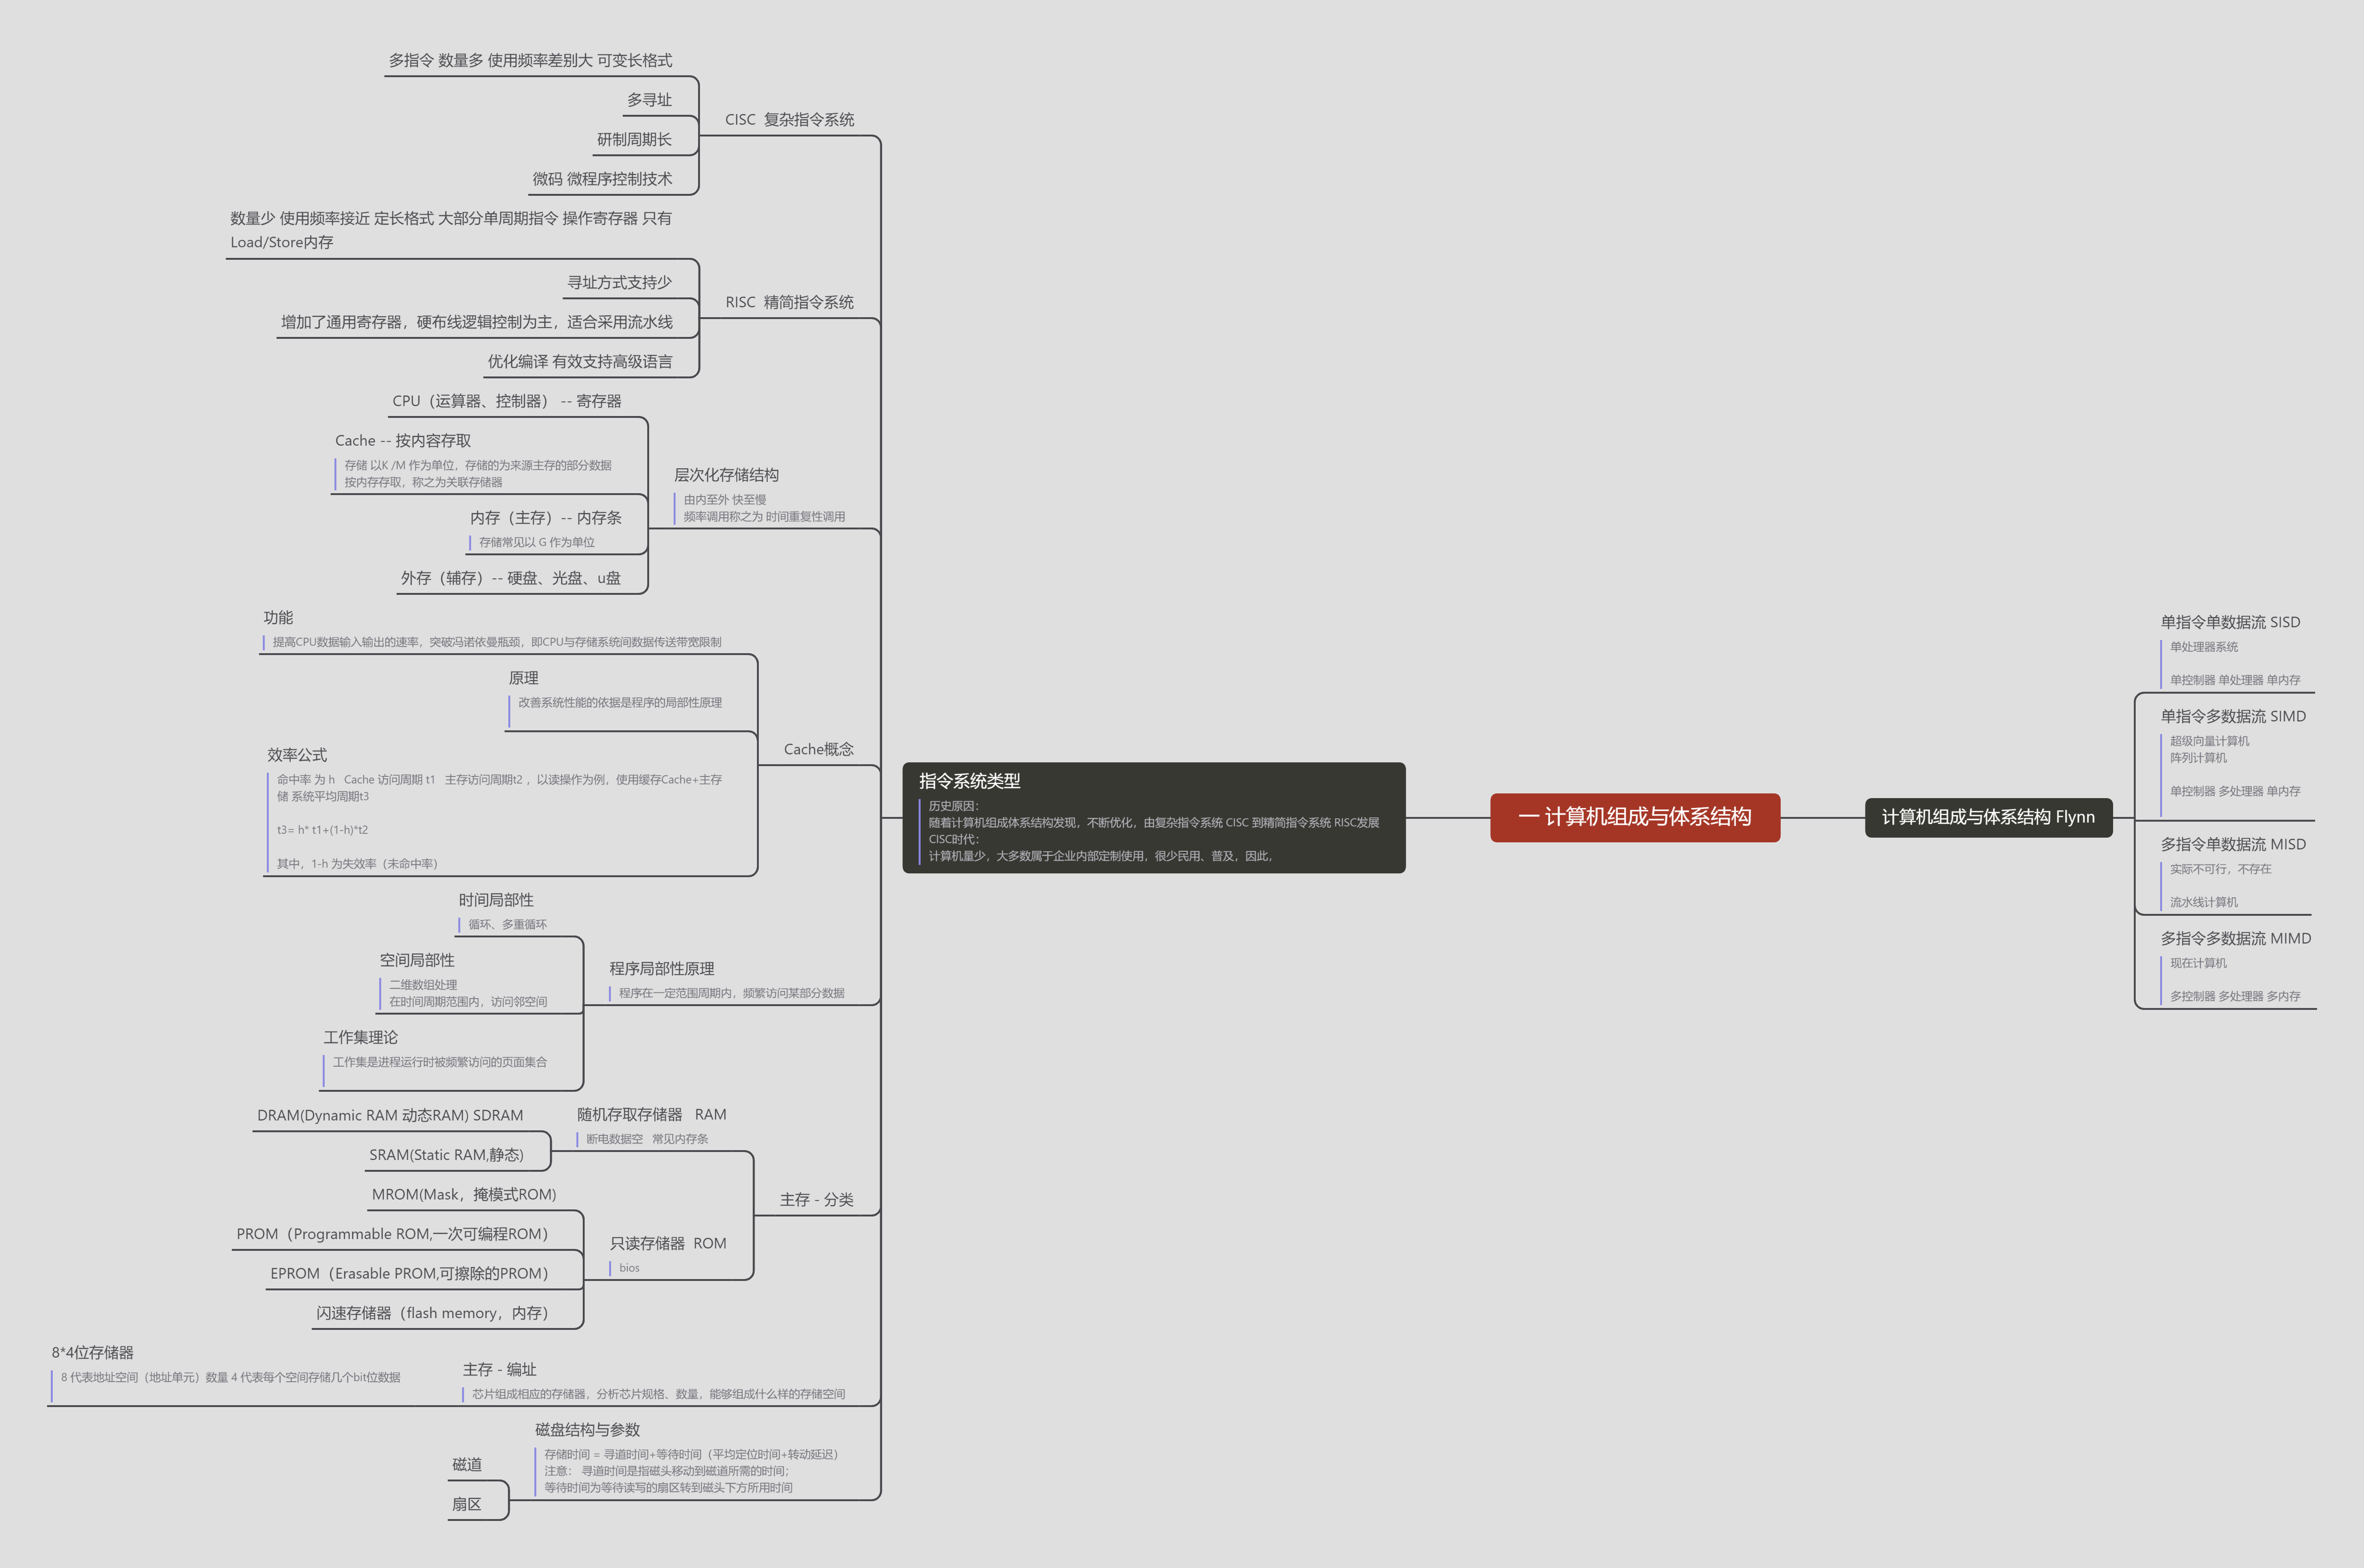 一 计算机组成与体系结构
计算机组成与体系结构 Flynn
单指令单数据流 SISD
单处理器系统
单控制器 单处理器 单内存
单指令多数据流 SIMD
超级向量计算机
阵列计算机
单控制器 多处理器 单内存
多指令单数据流 MISD
实际不可行，不存在
流水线计算机
多指令多数据流 MIMD
现在计算机
多控制器 多处理器 多内存
指令系统类型
历史原因：
随着计算机组成体系结构发现，不断优化，由复杂指令系统 CISC 到精简指令系统 RISC发展
CISC时代：
计算机量少，大多数属于企业内部定制使用，很少民用、普及，因此，
CISC 复杂指令系统
多指令 数量多 使用频率差别大 可变长格式
多寻址
研制周期长
微码 微程序控制技术
RISC 精简指令系统
数量少 使用频率接近 定长格式 大部分单周期指令 操作寄存器 只有
Load/Store内存
寻址方式支持少
增加了通用寄存器，硬布线逻辑控制为主，适合采用流水线
优化编译 有效支持高级语言
层次化存储结构
由内至外 快至慢
频率调用称之为 时间重复性调用
CPU（运算器、控制器） -- 寄存器
Cache -- 按内容存取
存储 以K /M 作为单位，存储的为来源主存的部分数据
按内存存取，称之为关联存储器
内存（主存）-- 内存条
存储常见以 G 作为单位
外存（辅存）-- 硬盘、光盘、u盘
Cache概念
功能
提高CPU数据输入输出的速率，突破冯诺依曼瓶颈，即CPU与存储系统间数据传送带宽限制
原理
改善系统性能的依据是程序的局部性原理
效率公式
命中率 为 h Cache 访问周期 t1 主存访问周期t2 ，以读操作为例，使用缓存Cache+主存
储 系统平均周期t3
t3= h* t1+(1-h)*t2
其中，1-h 为失效率（未命中率）
程序局部性原理
程序在一定范围周期内，频繁访问某部分数据
时间局部性
循环、多重循环
空间局部性
二维数组处理
在时间周期范围内，访问邻空间
工作集理论
工作集是进程运行时被频繁访问的页面集合
主存 - 分类
随机存取存储器 RAM
断电数据空 常见内存条
DRAM(Dynamic RAM 动态RAM) SDRAM
SRAM(Static RAM,静态)
只读存储器 ROM
bios
MROM(Mask，掩模式ROM)
PROM（Programmable ROM,一次可编程ROM）
EPROM（Erasable PROM,可擦除的PROM）
闪速存储器（flash memory，内存）
主存 - 编址
芯片组成相应的存储器，分析芯片规格、数量，能够组成什么样的存储空间
8*4位存储器
8 代表地址空间（地址单元）数量 4 代表每个空间存储几个bit位数据
磁盘结构与参数
存储时间 = 寻道时间+等待时间（平均定位时间+转动延迟）
注意： 寻道时间是指磁头移动到磁道所需的时间；
等待时间为等待读写的扇区转到磁头下方所用时间
磁道
扇区